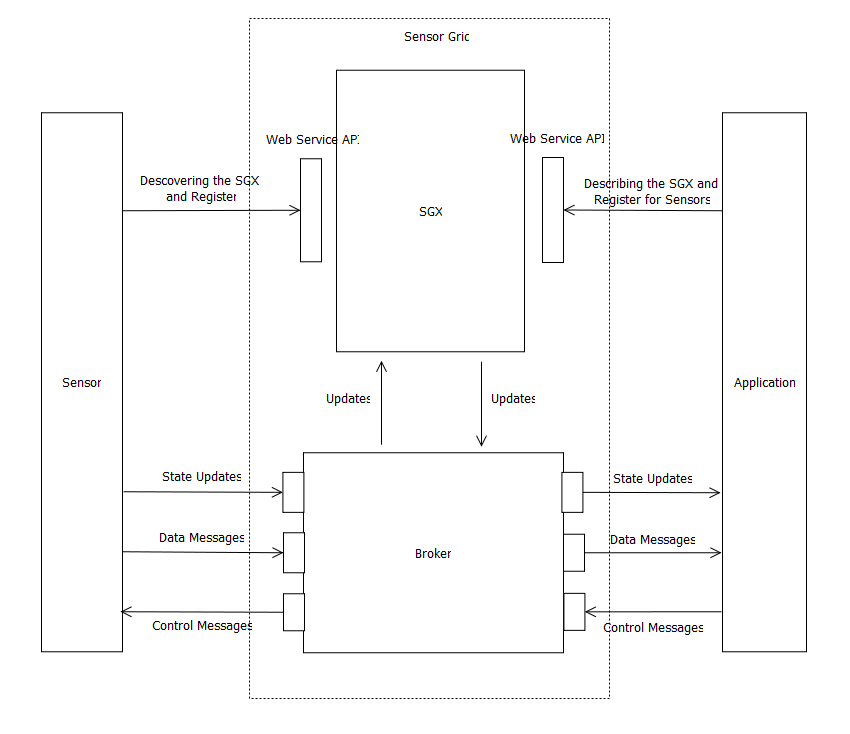 Sensor Grid
Web Service API
Web Service API
Descovering the SGX
and Register
Describing the SGX and
Register for Sensors
SGX
Sensor
Application
Updates
Updates
State Updates
State Updates
Data Messages
Data Messages
Broker
Control Messages
Control Messages